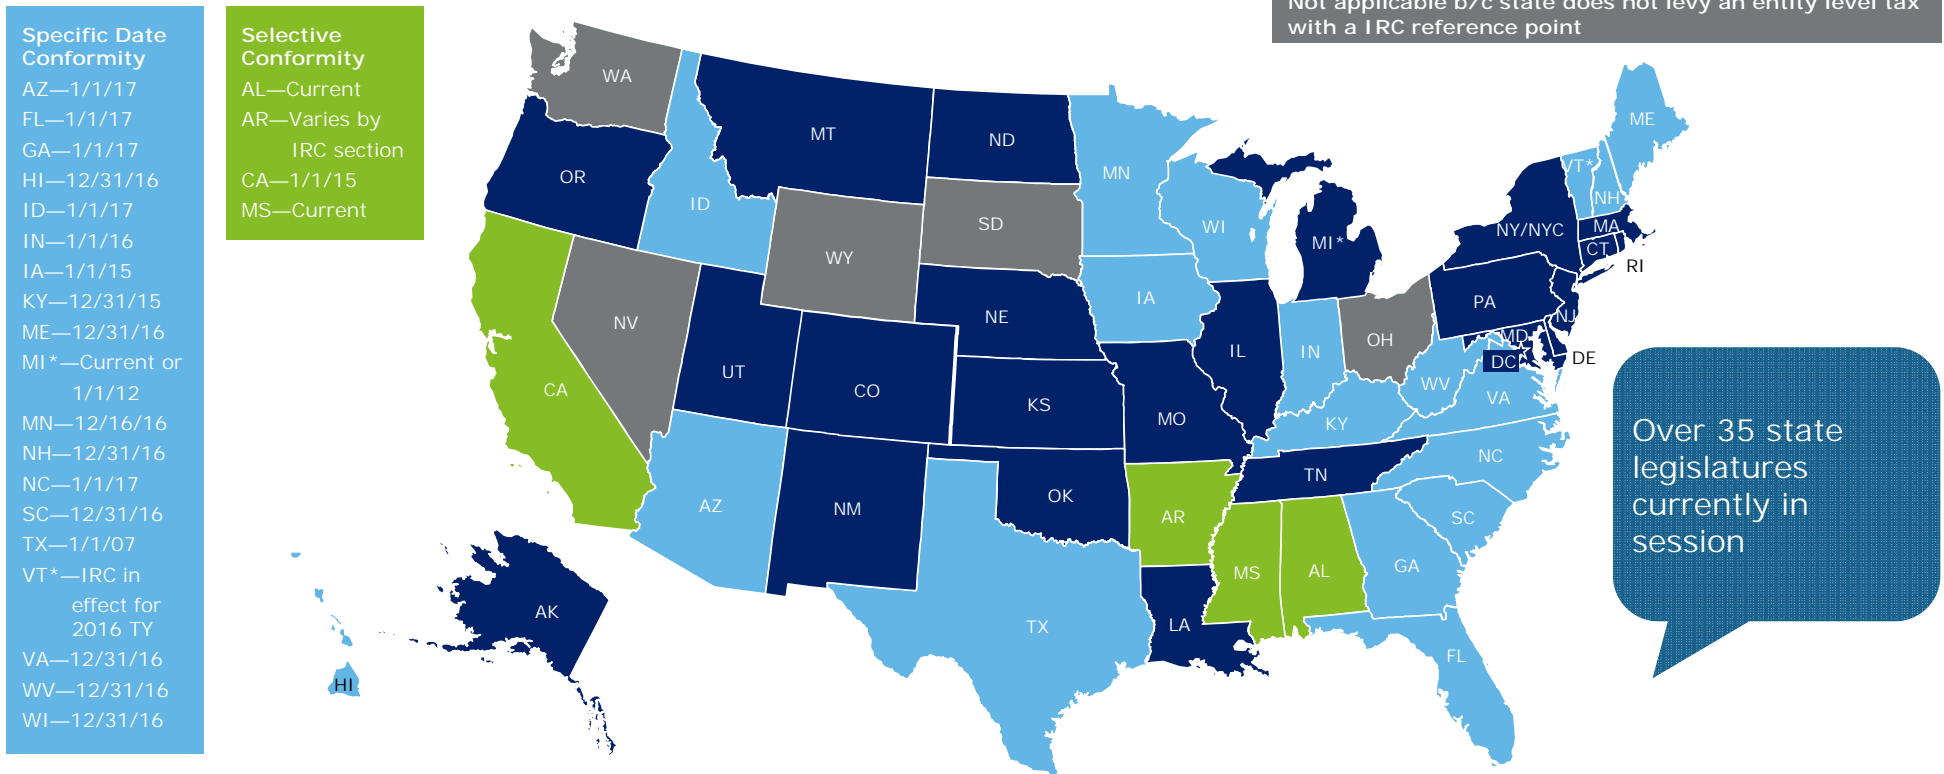 Not applicable b/c state does not levy an entity level tax
with a IRC reference point
Specific Date
Conformity
AZ—1/1/17
FL—1/1/17
GA—1/1/17
HI—12/31/16
ID—1/1/17
IN—1/1/16
IA—1/1/15
KY—12/31/15
ME—12/31/16
MI*—Current or
1/1/12
MN—12/16/16
NH—12/31/16
NC—1/1/17
SC—12/31/16
TX—1/1/07
VT*—IRC in
effect for
2016 TY
VA—12/31/16
WV—12/31/16
WI—12/31/16
Selective
Conformity
AL—Current
AR—Varies by
IRC section
CA—1/1/15
MS—Current
WA
MT
ND
MN
ME
OR
ID
SD
WI
MI*
VT*
NH
NY/NYC
MA
CT
RI
WY
IA
NE
PA
NJ
NV
UT
CO
KS
IL
IN
OH
MD
DC
DE
CA
MO
WV
VA
KY
NC
TN
AZ
NM
OK
AR
SC
MS
AL
GA
AK
TX
LA
FL
HI
Over 35 state
legislatures
currently in
session